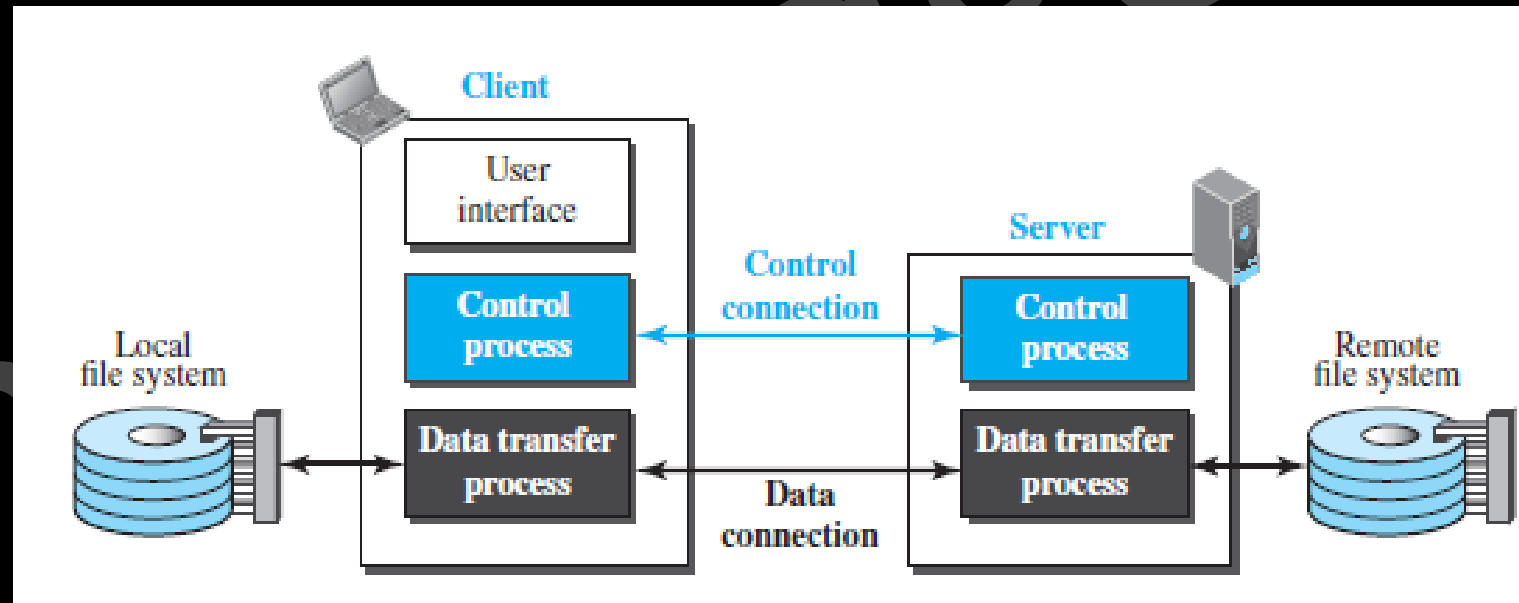 Client
User
interface
Server
Control
connection
Control
process
Control
process
Local
file system
Remote
file system
Data transfer
process
Data transfer
process
Data
connection